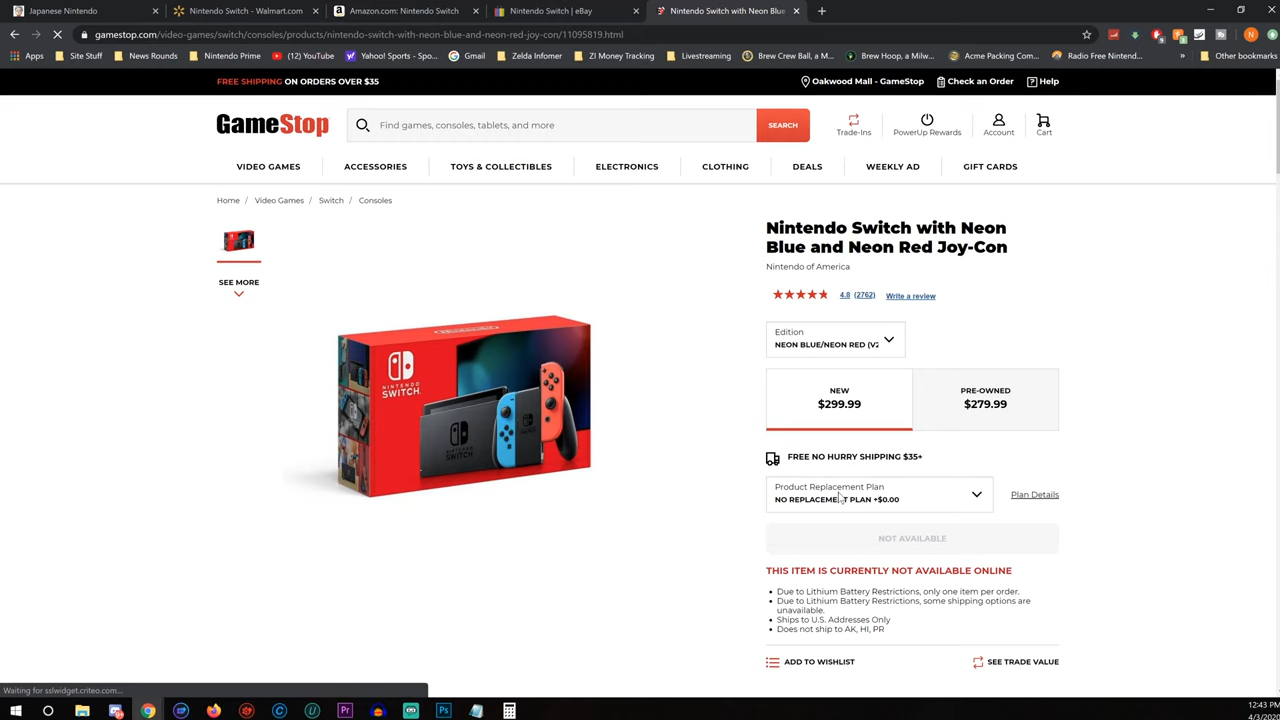 Japanese Nintendo
Nintendo Switch - Walmart.com
Amazon.com: Nintendo Switch
Nintendo Switch | eBay
Nintendo Switch with Neon Blue
gamestop.com/video-games/switch/consoles/products/nintendo-switch-with-neon-blue-and-neon-red-joy-con/11095819.html
Apps
Site Stuff
News Rounds
Nintendo Prime
(12) YouTube
Yahoo! Sports - Spo...
Gmail
Zelda Infomer
ZI Money Tracking
Livestreaming
Brew Crew Ball, a M...
Brew Hoop, a Milw...
Acme Packing Com...
Radio Free Nintend...
»
Other bookmarks
FREE SHIPPING ON ORDERS OVER $35
Oakwood Mall - GameStop
Check an Order
Help
GameStop
Find games, consoles, tablets, and more
SEARCH
Trade-Ins
PowerUp Rewards
Account
Cart
VIDEO GAMES
ACCESSORIES
TOYS & COLLECTIBLES
ELECTRONICS
CLOTHING
DEALS
WEEKLY AD
GIFT CARDS
Home / Video Games / Switch / Consoles
SEE MORE
NINTENDO
SWITCH
NINTENDO
SWITCH
Nintendo Switch with Neon
Blue and Neon Red Joy-Con
Nintendo of America
4.8 (2762) Write a review
Edition
NEON BLUE/NEON RED (V2
NEW
$299.99
PRE-OWNED
$279.99
FREE NO HURRY SHIPPING $35+
Product Replacement Plan
NO REPLACEMENT PLAN +$0.00
Plan Details
NOT AVAILABLE
THIS ITEM IS CURRENTLY NOT AVAILABLE ONLINE
• Due to Lithium Battery Restrictions, only one item per order.
• Due to Lithium Battery Restrictions, some shipping options are
unavailable.
• Ships to U.S. Addresses Only
• Does not ship to AK, HI, PR
ADD TO WISHLIST
SEE TRADE VALUE
Waiting for sslwidget.criteo.com...
12:43 PM